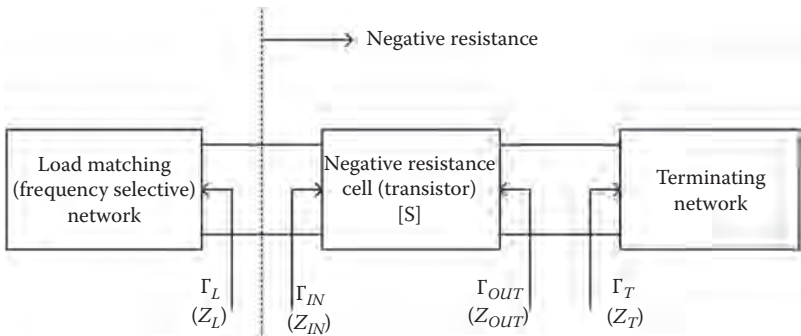 Negative resistance
Load matching
(frequency selective)
network
Negative resistance
cell (transistor)
[S]
Terminating
network
Γ_L
(Z_L)
Γ_IN
(Z_IN)
Γ_OUT
(Z_OUT)
Γ_T
(Z_T)